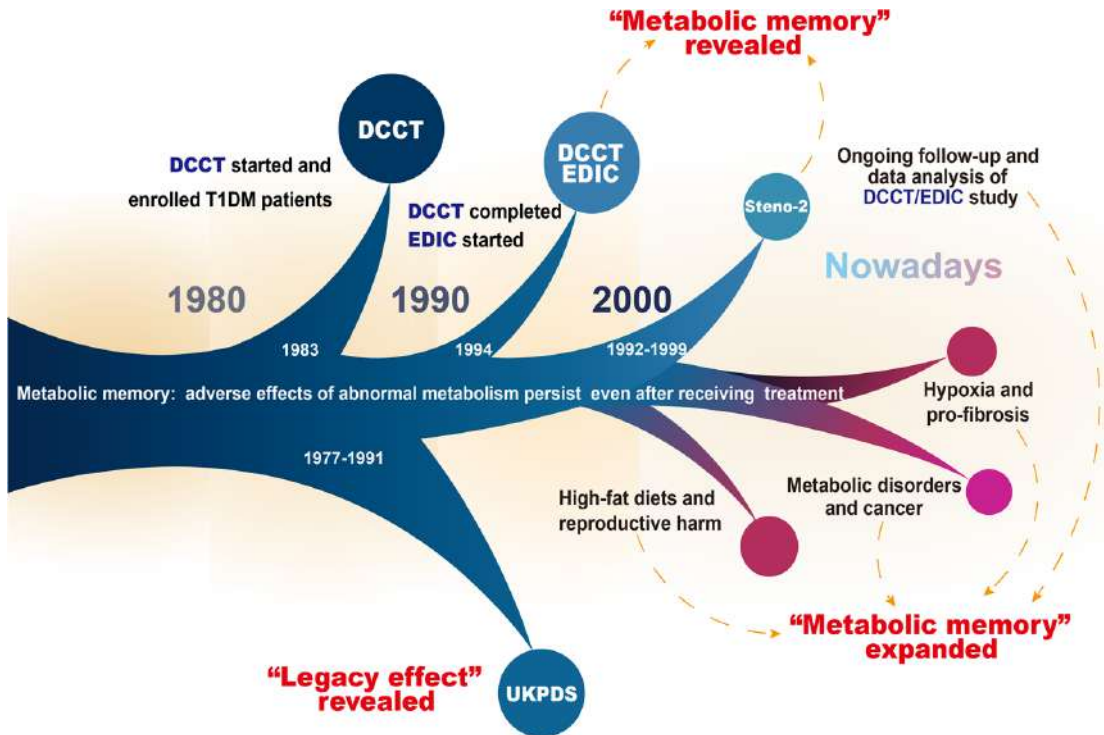 “Metabolic memory”
revealed
DCCT
DCCT started and
enrolled T1DM patients
DCCT
EDIC
DCCT completed
EDIC started
Steno-2
Ongoing follow-up and
data analysis of
DCCT/EDIC study
Nowadays
1980
1990
2000
1983
1994
1992-1999
Metabolic memory: adverse effects of abnormal metabolism persist even after receiving treatment
Hypoxia and
pro-fibrosis
1977-1991
High-fat diets and
reproductive harm
Metabolic disorders
and cancer
“Metabolic memory”
expanded
“Legacy effect”
revealed
UKPDS